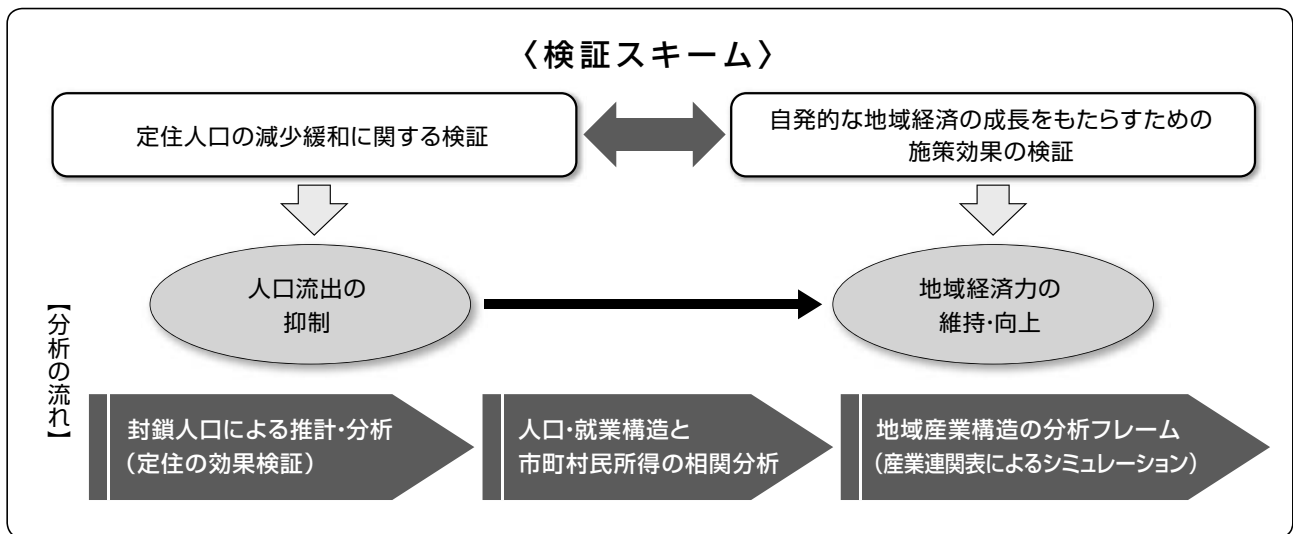 〈検証スキーム〉
定住人口の減少緩和に関する検証
自発的な地域経済の成長をもたらすための
施策効果の検証
人口流出の
抑制
地域経済力の
維持・向上
【分析の流れ】
封鎖人口による推計・分析
（定住の効果検証）
人口・就業構造と
市町村民所得の相関分析
地域産業構造の分析フレーム
（産業連関表によるシミュレーション）